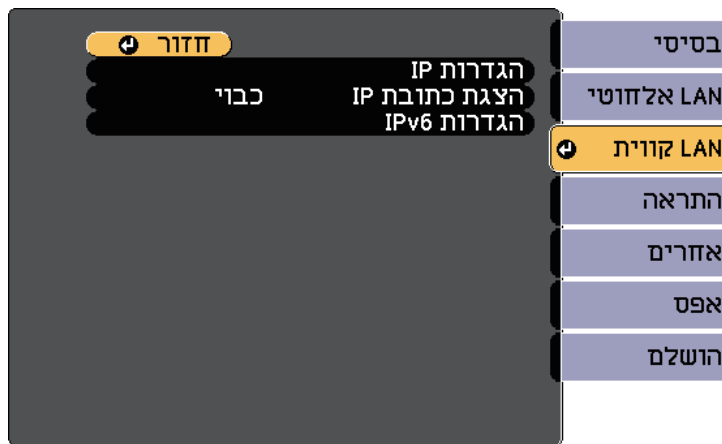 בסיסי
LAN אלחוטי
LAN קווית
התראה
אחרים
אפס
הושלם
חזור
הגדרות IP
הצגת כתובת IP כבוי
הגדרות IPv6